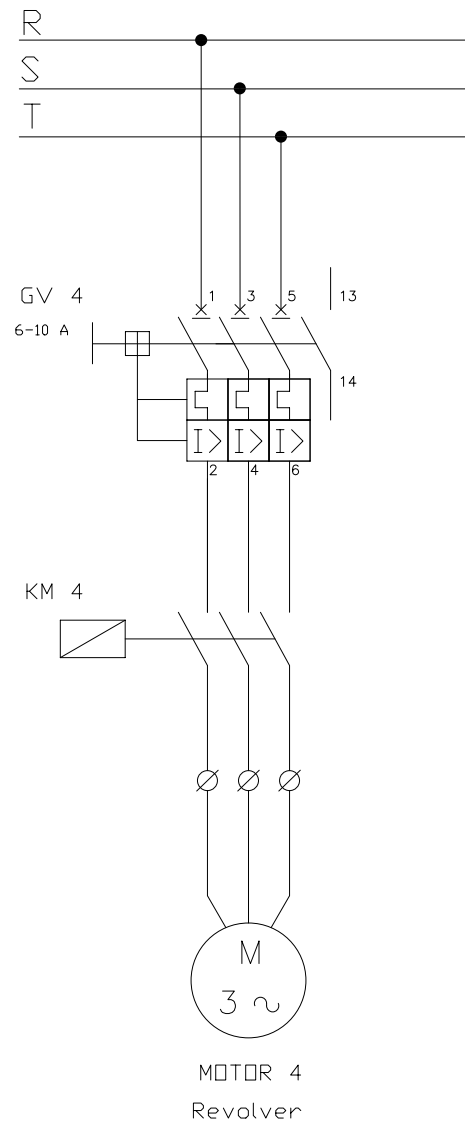 R
S
T
GV 4
1 3 5 13
6-10 A
14
I> I> I>
2 4 6
KM 4
M
3 ~
MOTOR 4
Revolver